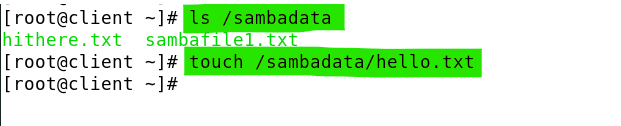 [root@client ~]# ls /sambadata
hithere.txt  sambafile1.txt
[root@client ~]# touch /sambadata/hello.txt
[root@client ~]#